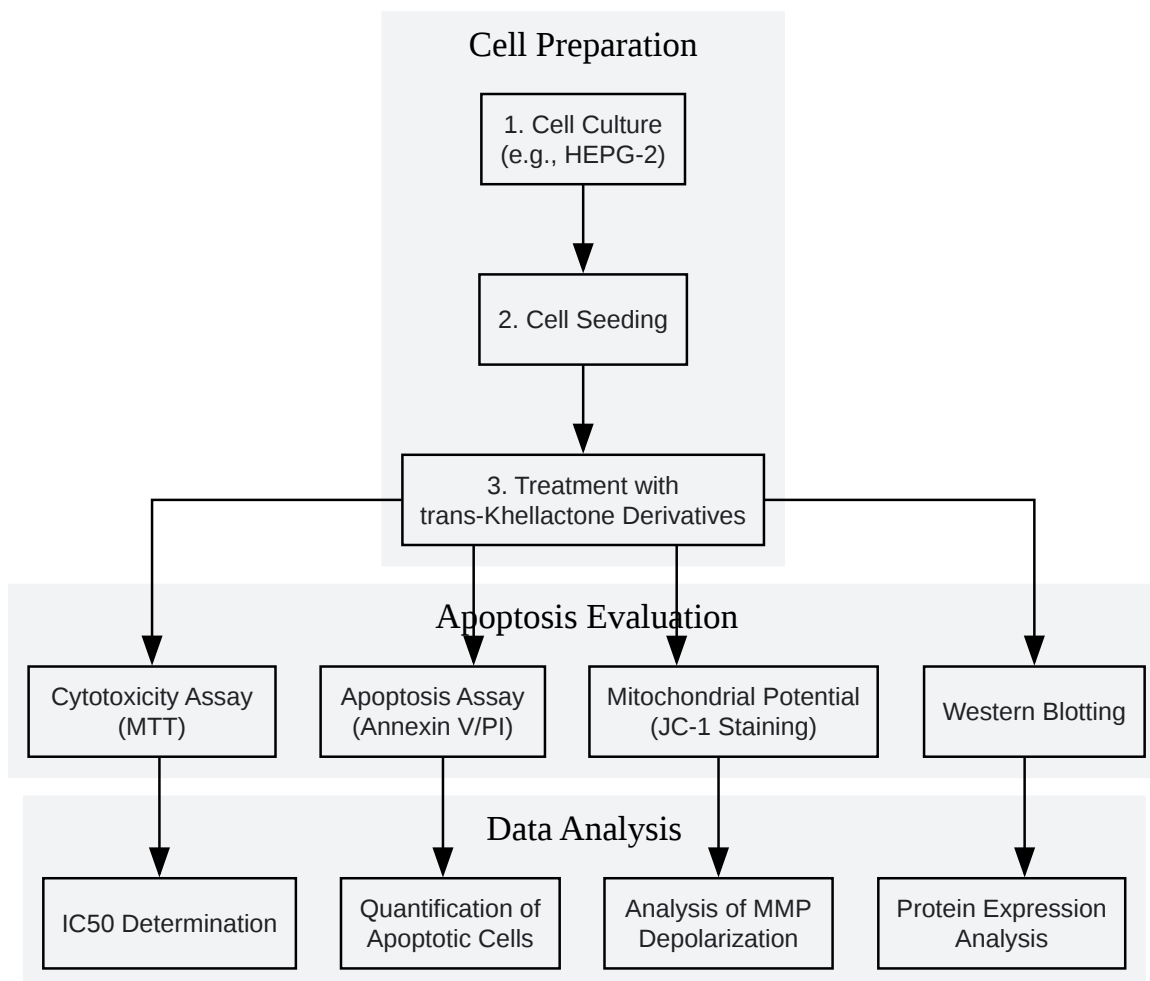 Cell Preparation
1. Cell Culture
(e.g., HEPG-2)
2. Cell Seeding
3. Treatment with
trans-Khellactone Derivatives
Apoptosis Evaluation
Cytotoxicity Assay
(MTT)
Apoptosis Assay
(Annexin V/PI)
Mitochondrial Potential
(JC-1 Staining)
Western Blotting
Data Analysis
IC50 Determination
Quantification of
Apoptotic Cells
Analysis of MMP
Depolarization
Protein Expression
Analysis